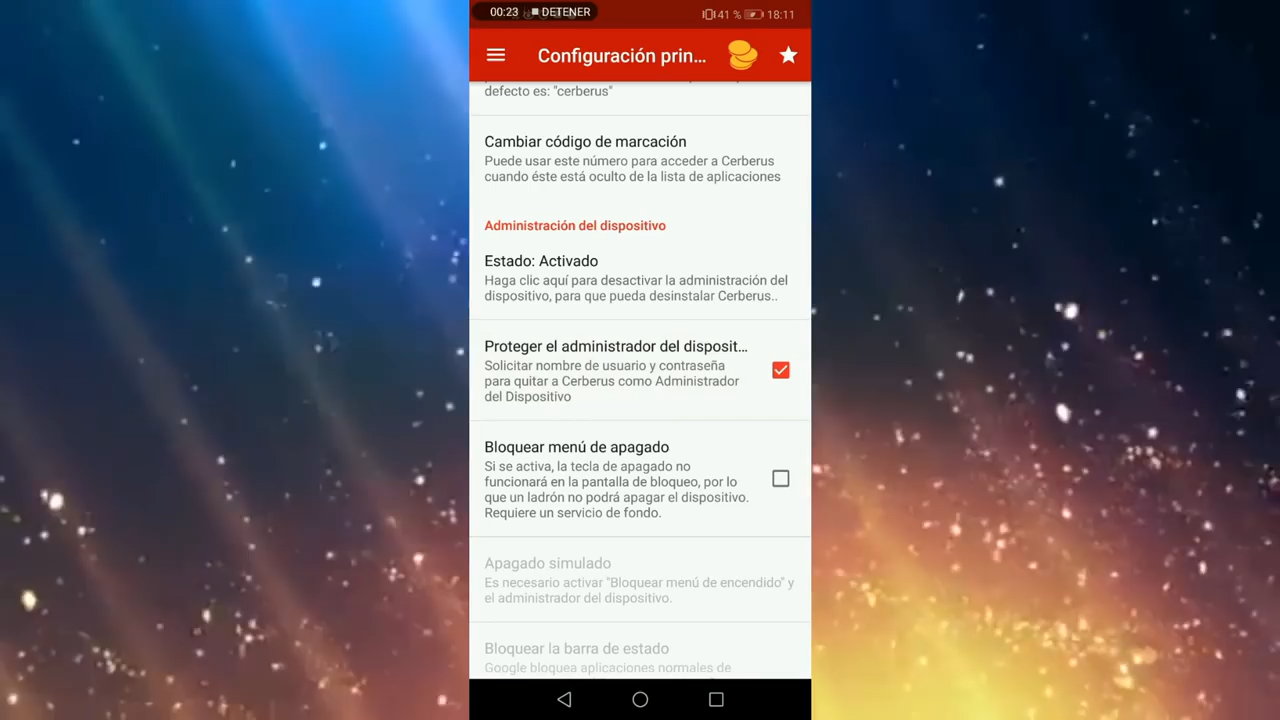 00:23 DETENER 41 % 18:11
Configuración prin...
defecto es: "cerberus"
Cambiar código de marcación
Puede usar este número para acceder a Cerberus
cuando éste está oculto de la lista de aplicaciones
Administración del dispositivo
Estado: Activado
Haga clic aquí para desactivar la administración del
dispositivo, para que pueda desinstalar Cerberus..
Proteger el administrador del disposit...
Solicitar nombre de usuario y contraseña
para quitar a Cerberus como Administrador
del Dispositivo
Bloquear menú de apagado
Si se activa, la tecla de apagado no
funcionará en la pantalla de bloqueo, por lo
que un ladrón no podrá apagar el dispositivo.
Requiere un servicio de fondo.
Apagado simulado
Es necesario activar "Bloquear menú de encendido" y
el administrador del dispositivo.
Bloquear la barra de estado
Google bloquea aplicaciones normales de